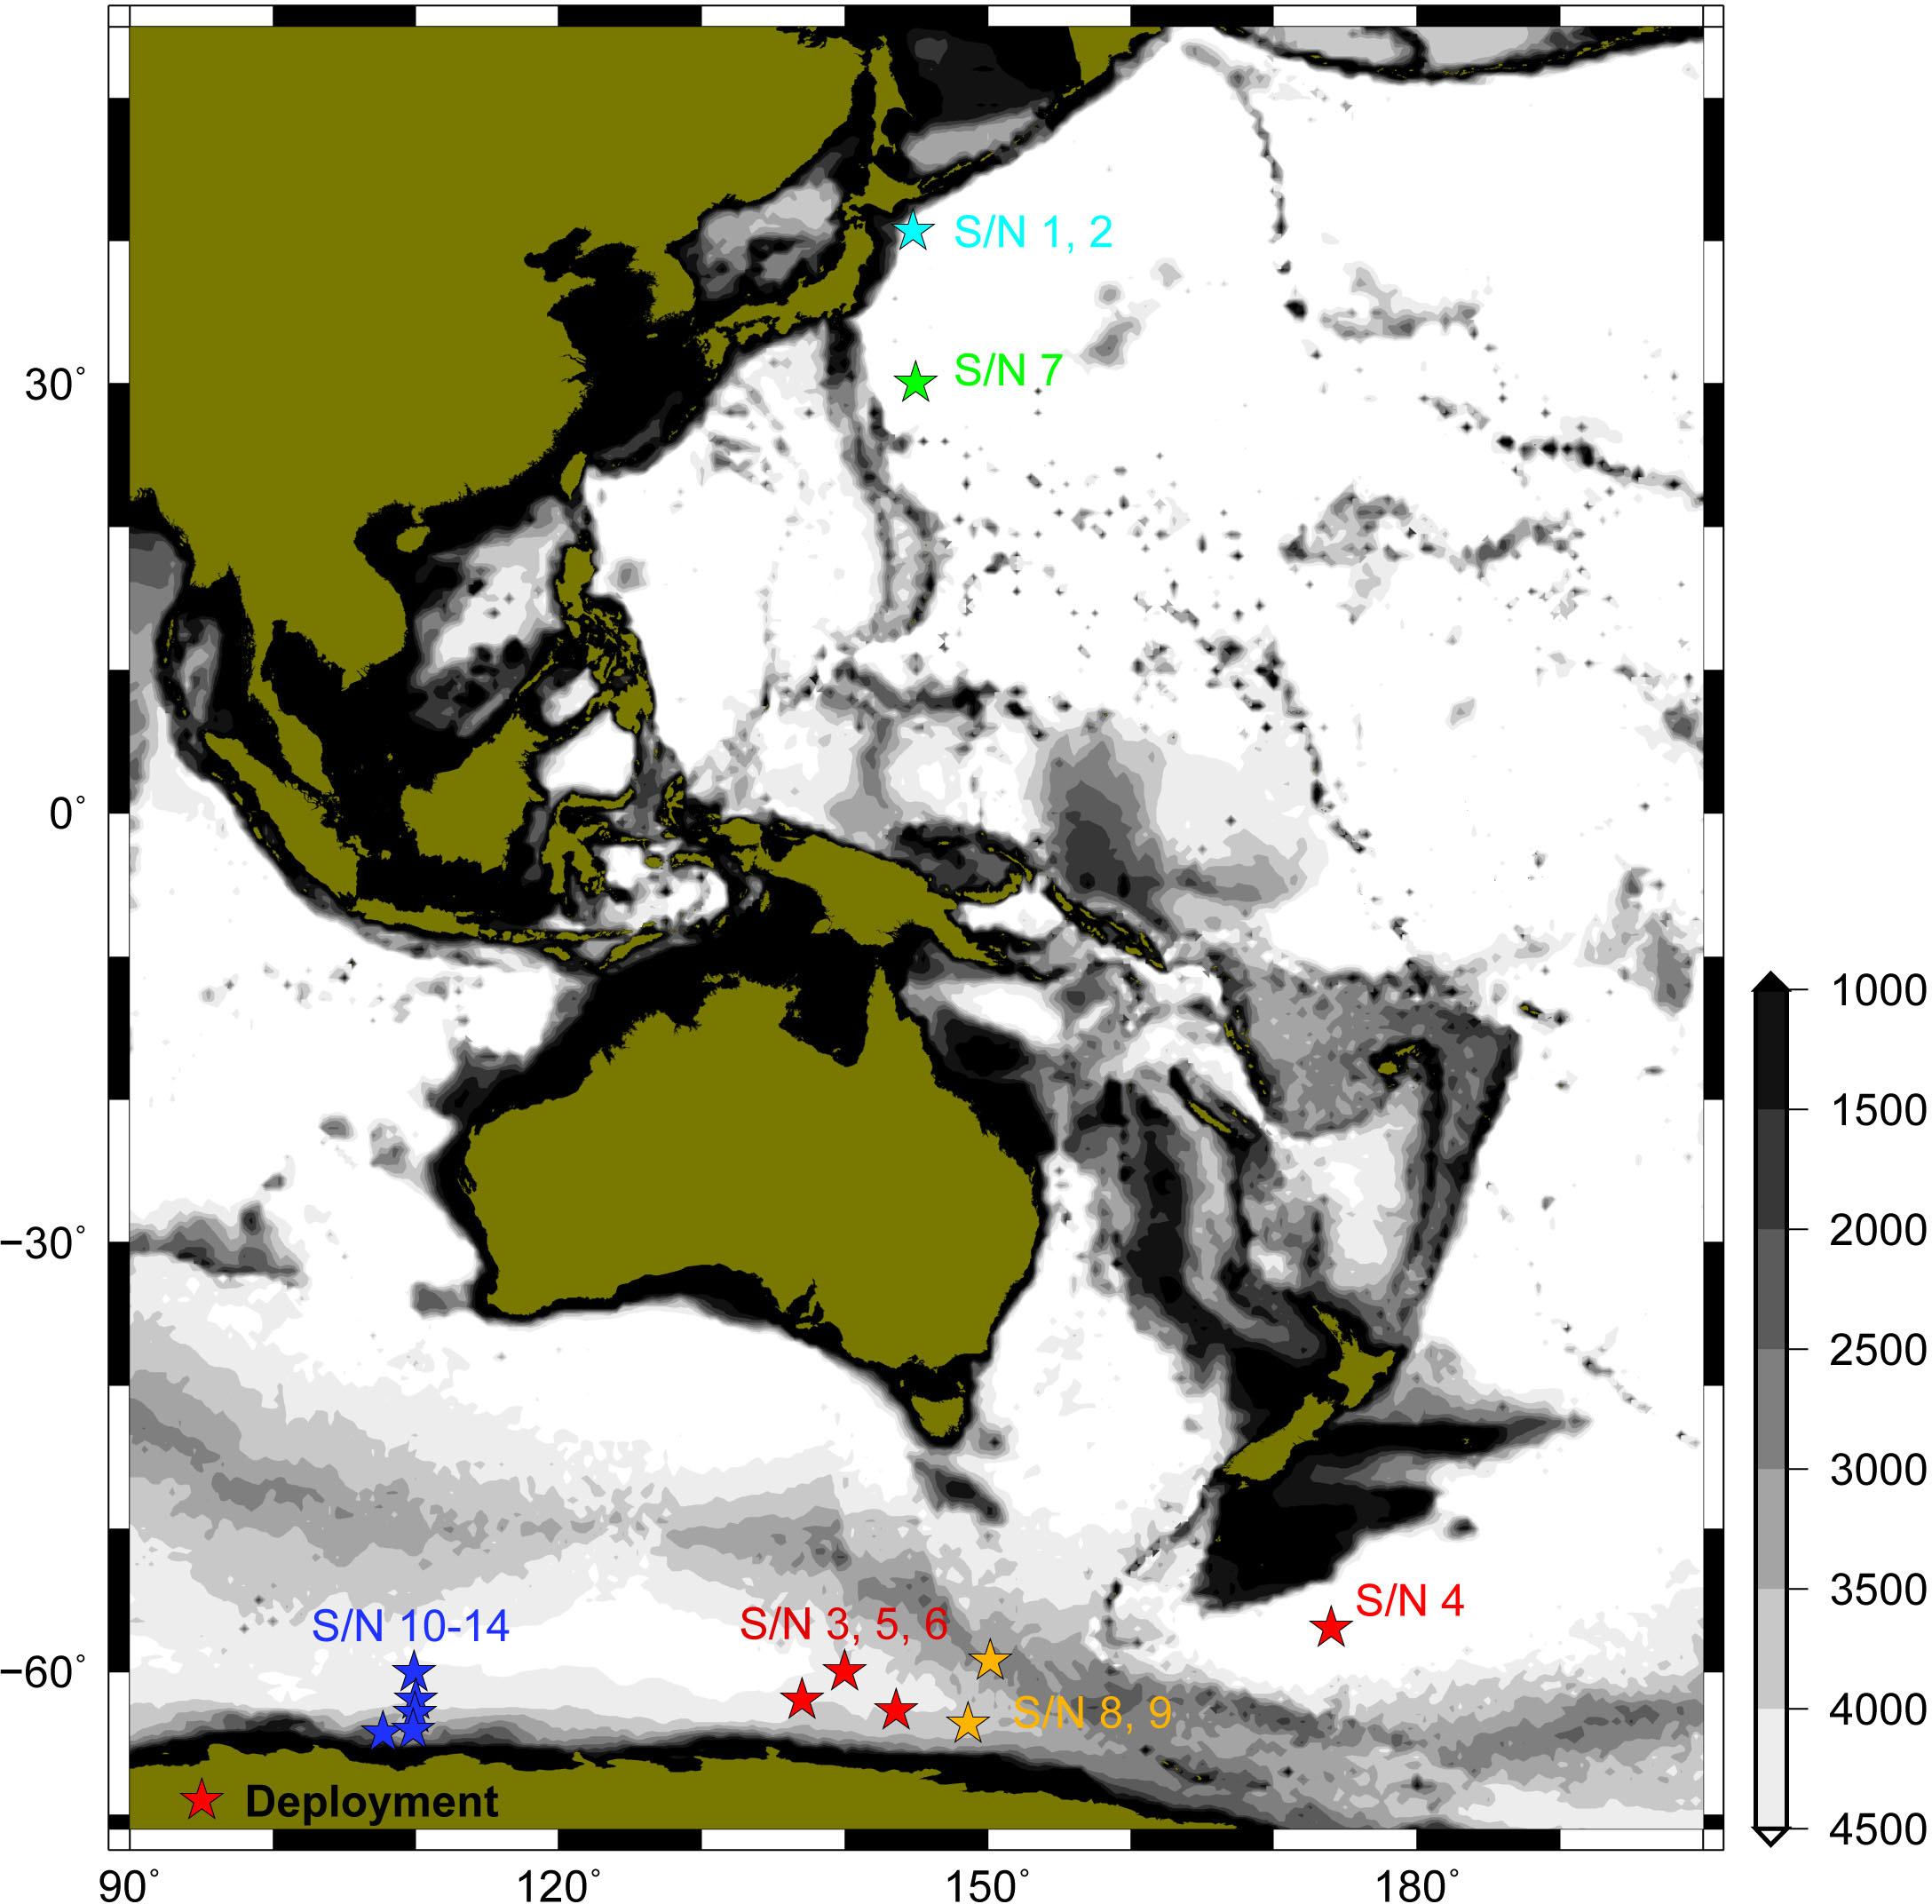 S/N 1, 2
S/N 7
30°
0°
1000
1500
2000
−30°
2500
3000
3500
S/N 4
S/N 10-14
S/N 3, 5, 6
−60°
4000
S/N 8, 9
Deployment
4500
90°
120°
150°
180°